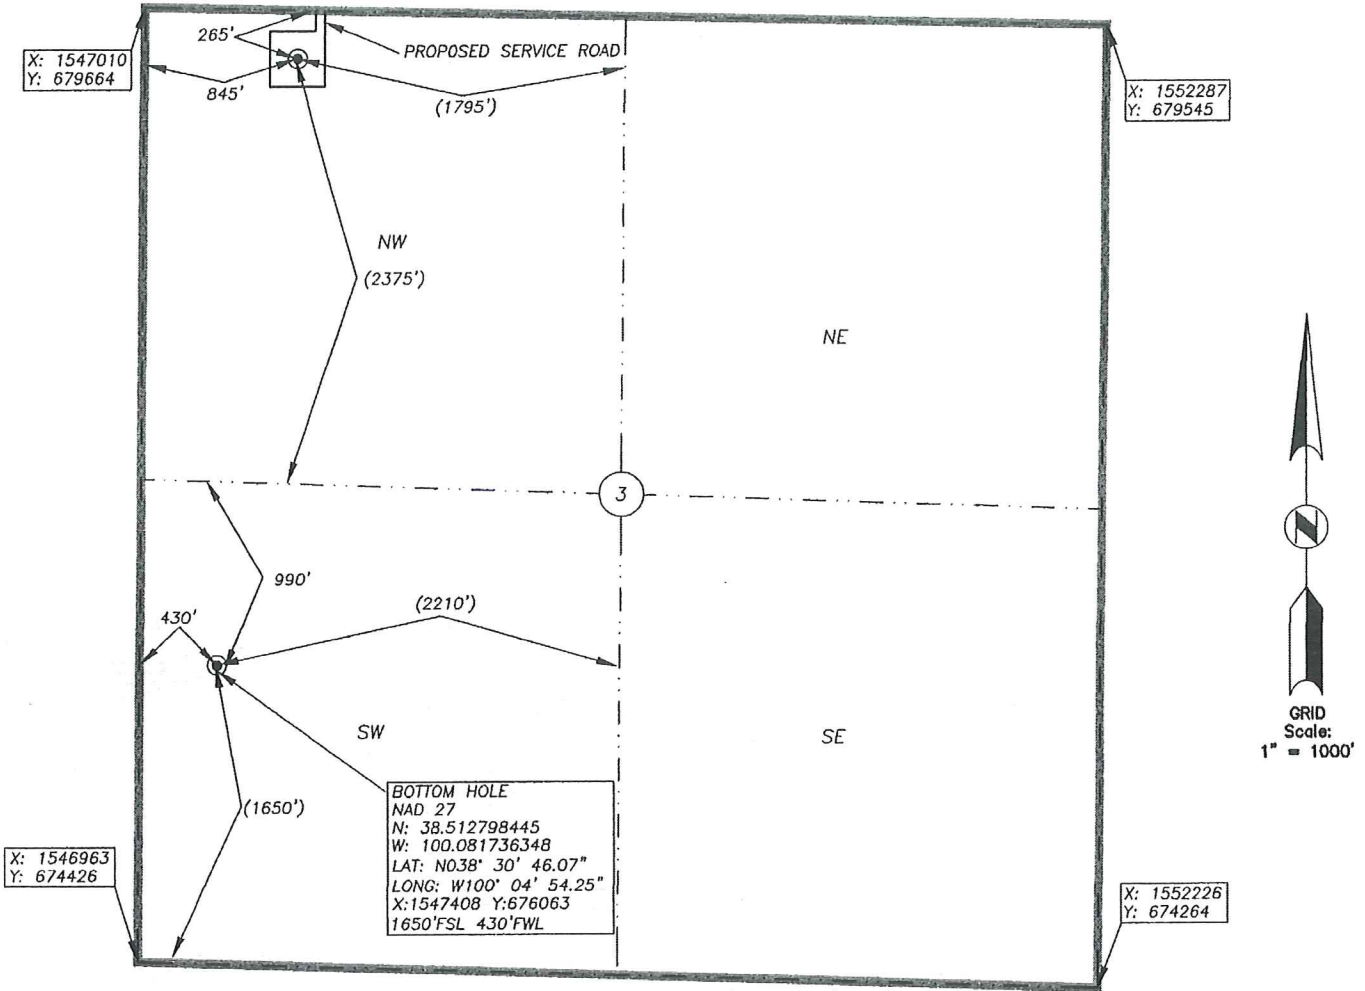 265'
PROPOSED SERVICE ROAD
X: 1547010
Y: 679664
845'
(1795')
X: 1552287
Y: 679545
NW
(2375')
NE
3
990'
(2210')
430'
N
GRID
Scale:
1" = 1000'
SW
SE
BOTTOM HOLE
NAD 27
N: 38.512798445
W: 100.081736348
LAT: N038° 30' 46.07"
LONG: W100° 04' 54.25"
X:1547408 Y:676063
1650'FSL 430'FWL
(1650')
X: 1546963
Y: 674426
X: 1552226
Y: 674264